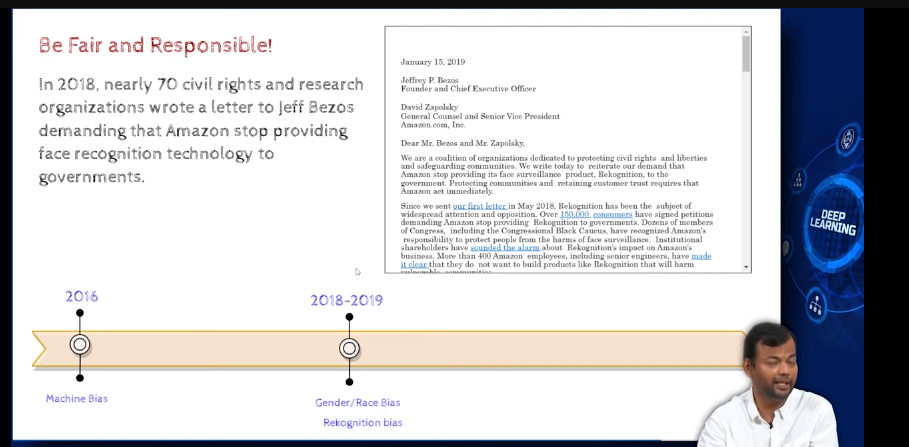 Be Fair and Responsible!
In 2018, nearly 70 civil rights and research
organizations wrote a letter to Jeff Bezos
demanding that Amazon stop providing
face recognition technology to
governments.
January 15, 2019
Jeffrey P. Bezos
Founder and Chief Executive Officer
David Zapolsky
General Counsel and Senior Vice President
Amazon.com, Inc.
Dear Mr. Bezos and Mr. Zapolsky,
We are a coalition of organizations dedicated to protecting civil rights and liberties
and safeguarding communities. We write today to reiterate our demand that
Amazon stop providing its face surveillance product, Rekognition, to the
government. Protecting communities and retaining customer trust requires that
Amazon act immediately.
Since we sent our first letter in May 2018, Rekognition has been the subject of
widespread attention and opposition. Over 150,000 consumers have signed petitions
demanding Amazon stop providing Rekognition to governments. Dozens of members
of Congress, including the Congressional Black Caucus, have recognized Amazon's
responsibility to protect people from the harms of face surveillance. Institutional
shareholders have sounded the alarm about Rekognition's impact on Amazon's
business. More than 400 Amazon employees, including senior engineers, have made
it clear that they do not want to build products like Rekognition that will harm
vulnerable communities
DEEP
LEARNING
2016
2018-2019
Machine Bias
Gender/Race Bias
Rekognition bias